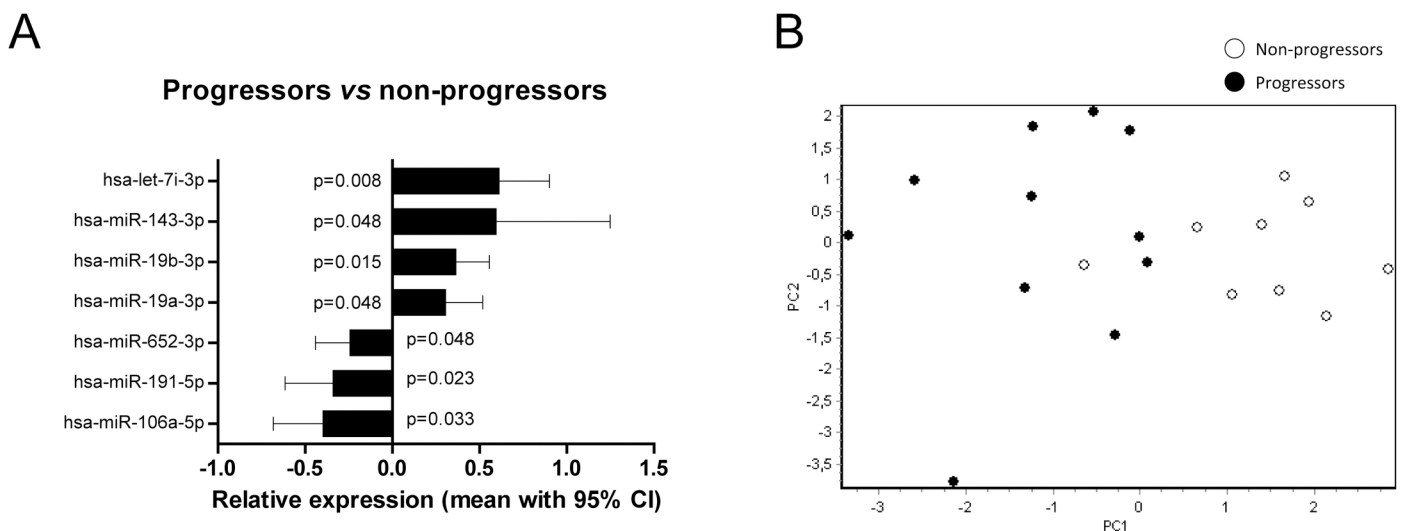 A
Progressors vs non-progressors
hsa-let-7i-3p
p=0.008
hsa-miR-143-3p
p=0.048
hsa-miR-19b-3p
p=0.015
hsa-miR-19a-3p
p=0.048
hsa-miR-652-3p
p=0.048
hsa-miR-191-5p
p=0.023
hsa-miR-106a-5p
p=0.033
-1.0 -0.5 0.0 0.5 1.0 1.5
Relative expression (mean with 95% CI)
B
Non-progressors
Progressors
2
1,5
1
0,5
0
-0,5
-1
-1,5
-2
-2,5
-3
-3,5
PC2
-3 -2 -1 0 1 2
PC1